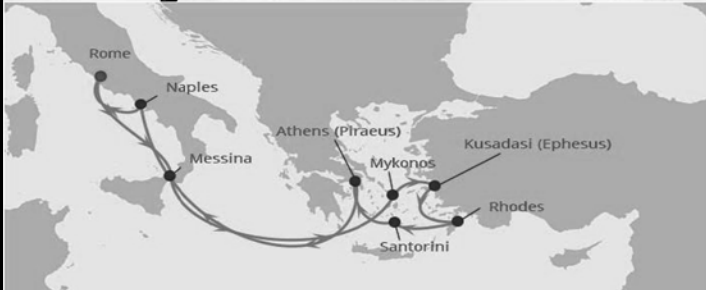 Rome
Naples
Athens (Piraeus)
Kusadasi (Ephesus)
Messina
Mykonos
Rhodes
Santorini